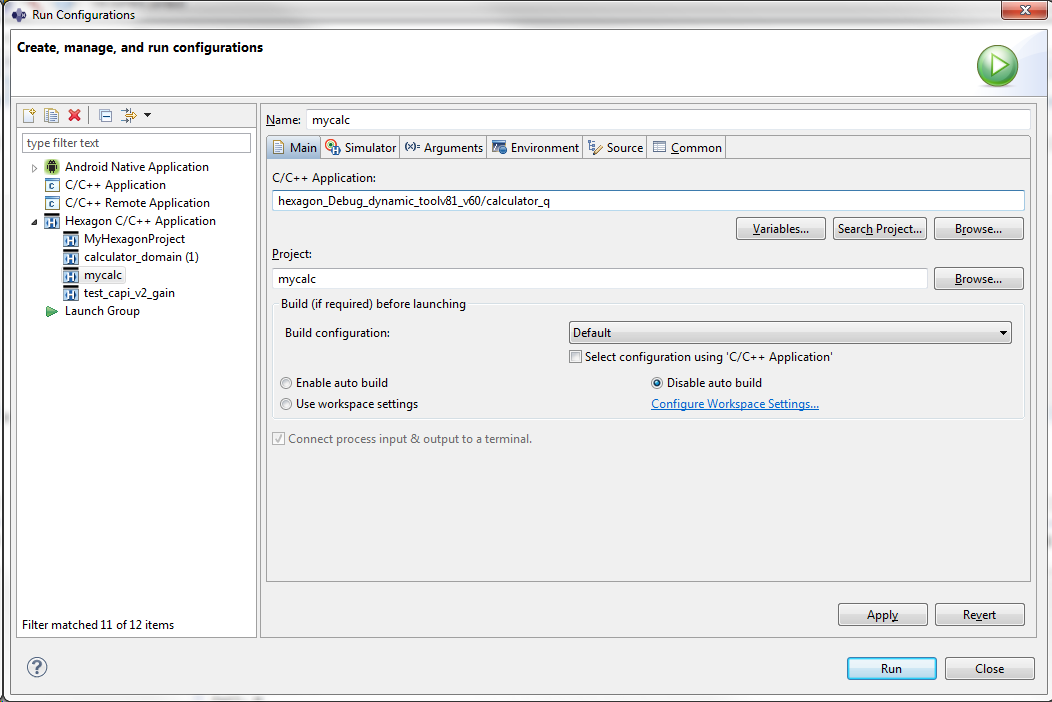 Run Configurations
Create, manage, and run configurations
type filter text
Android Native Application
C/C++ Application
C/C++ Remote Application
Hexagon C/C++ Application
MyHexagonProject
calculator_domain (1)
mycalc
test_capi_v2_gain
Launch Group
Filter matched 11 of 12 items
Name: mycalc
Main Simulator (x)= Arguments Environment Source Common
C/C++ Application:
hexagon_Debug_dynamic_toolv81_v60/calculator_q
Variables... Search Project... Browse...
Project:
mycalc Browse...
Build (if required) before launching
Build configuration: Default
Select configuration using 'C/C++ Application'
Enable auto build Disable auto build
Use workspace settings Configure Workspace Settings...
Connect process input & output to a terminal.
Apply Revert
? Run Close